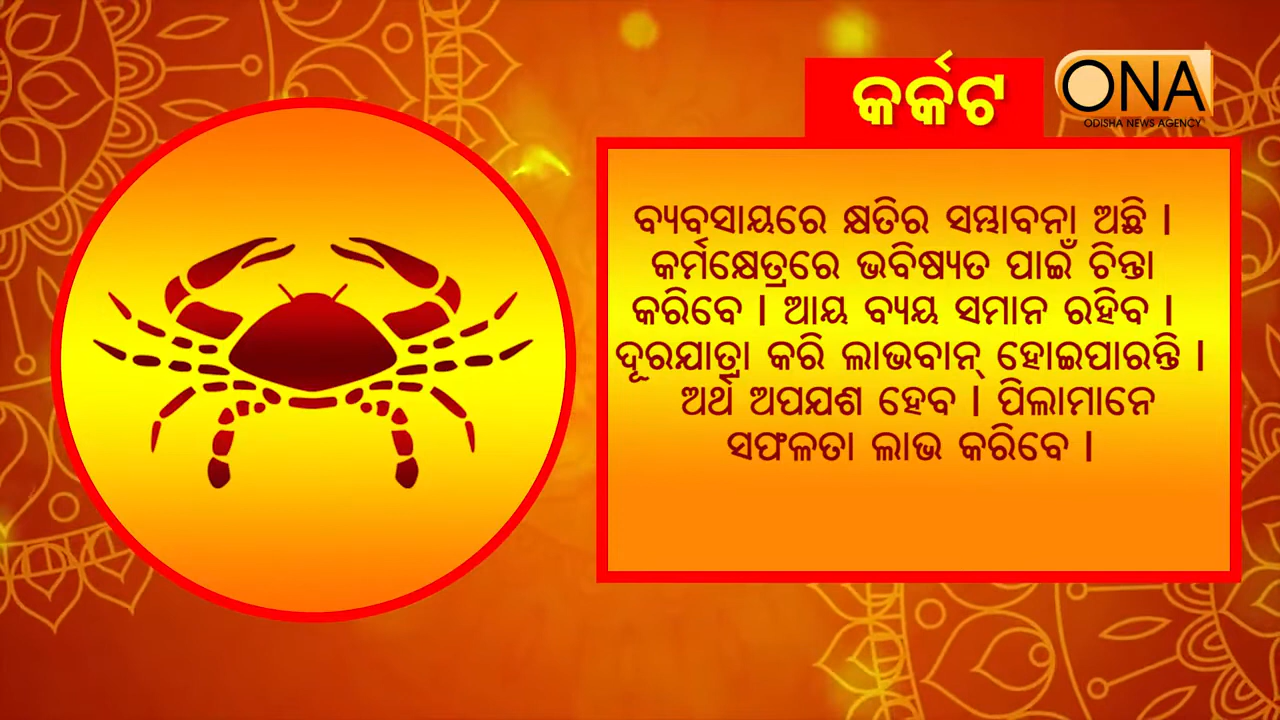 କର୍କଟ
ONA
ODISHA NEWS AGENCY
ବ୍ୟବସାୟରେ କ୍ଷତିର ସମ୍ଭାବନା ଅଛି |
କର୍ମକ୍ଷେତ୍ରରେ ଭବିଷ୍ୟତ ପାଇଁ ଚିନ୍ତା
କରିବେ | ଆୟ ବ୍ୟୟ ସମାନ ରହିବ |
ଦୂରଯାତ୍ରା କରି ଲାଭବାନ୍ ହୋଇପାରନ୍ତି |
ଅର୍ଥ ଅପଯଶ ହେବ | ପିଲାମାନେ
ସଫଳତା ଲାଭ କରିବେ |